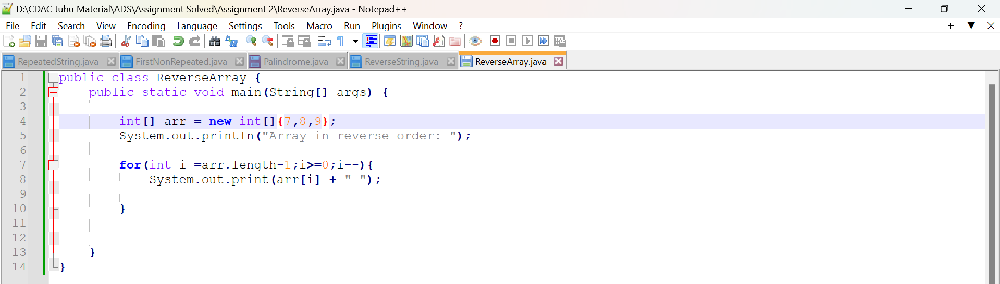 D:\CDAC Juhu Material\ADS\Assignment Solved\Assignment 2\ReverseArray.java - Notepad++
File Edit Search View Encoding Language Settings Tools Macro Run Plugins Window ?
RepeatedString.java FirstNonRepeated.java Palindrome.java ReverseString.java ReverseArray.java
1 public class ReverseArray {
2 public static void main(String[] args) {
3
4 int[] arr = new int[]{7,8,9};
5 System.out.println("Array in reverse order: ");
6
7 for(int i =arr.length-1;i>=0;i--){
8 System.out.print(arr[i] + " ");
9
10 }
11
12
13 }
14 }